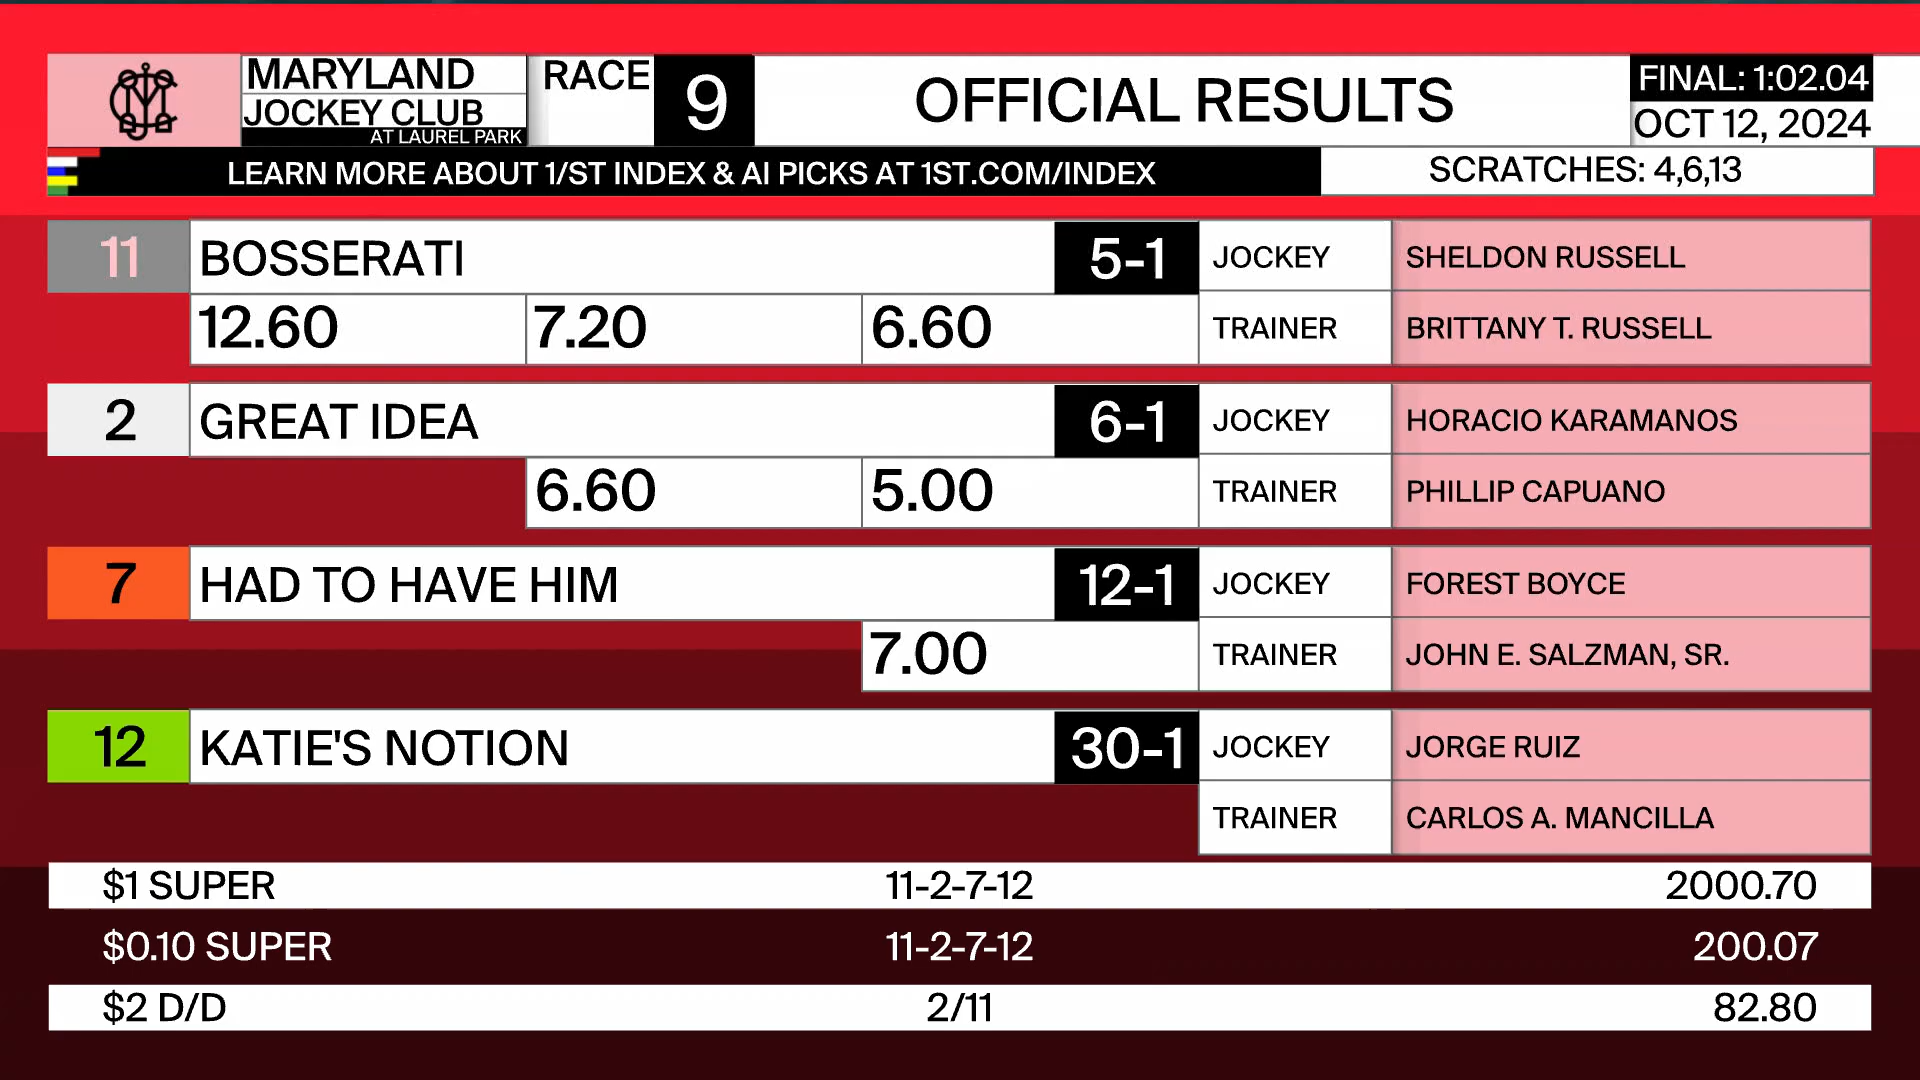 MARYLAND
JOCKEY CLUB
AT LAUREL PARK
RACE 9
OFFICIAL RESULTS
FINAL: 1:02.04
OCT 12, 2024
LEARN MORE ABOUT 1/ST INDEX & AI PICKS AT 1ST.COM/INDEX
SCRATCHES: 4,6,13
11 BOSSERATI 5-1 JOCKEY SHELDON RUSSELL
12.60 7.20 6.60 TRAINER BRITTANY T. RUSSELL
2 GREAT IDEA 6-1 JOCKEY HORACIO KARAMANOS
6.60 5.00 TRAINER PHILLIP CAPUANO
7 HAD TO HAVE HIM 12-1 JOCKEY FOREST BOYCE
7.00 TRAINER JOHN E. SALZMAN, SR.
12 KATIE'S NOTION 30-1 JOCKEY JORGE RUIZ
TRAINER CARLOS A. MANCILLA
$1 SUPER 11-2-7-12 2000.70
$0.10 SUPER 11-2-7-12 200.07
$2 D/D 2/11 82.80